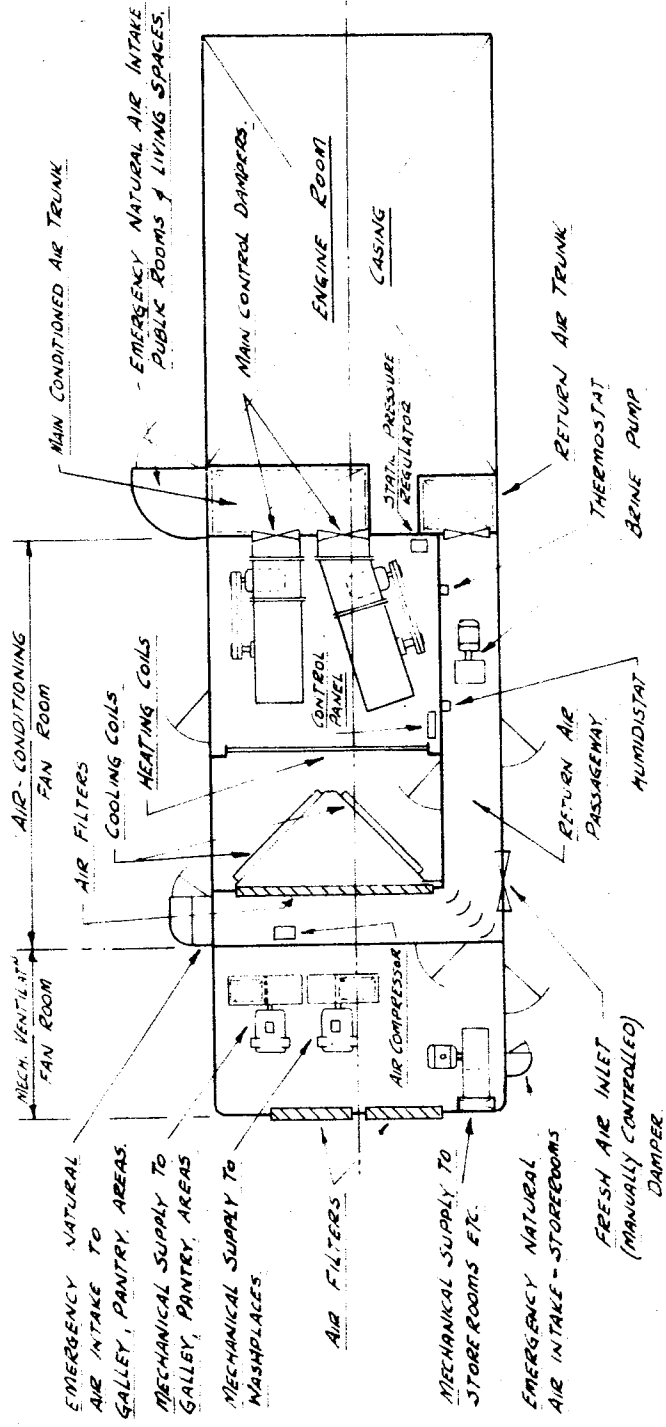 MECH. VENTILATN
FAN ROOM
AIR-CONDITIONING
FAN ROOM
EMERGENCY NATURAL
AIR INTAKE TO
GALLEY, PANTRY, AREAS.
MECHANICAL SUPPLY TO
GALLEY, PANTRY AREAS
MECHANICAL SUPPLY TO
WASHPLACES
AIR FILTERS
MECHANICAL SUPPLY TO
STOREROOMS ETC.
EMERGENCY NATURAL
AIR INTAKE - STOREROOMS
FRESH AIR INLET
(MANUALLY CONTROLLED)
DAMPER
AIR COMPRESSOR
AIR FILTERS
COOLING COILS
HEATING COILS
CONTROL
PANEL
RETURN AIR
PASSAGEWAY
HUMIDISTAT
MAIN CONDITIONED AIR TRUNK
EMERGENCY NATURAL AIR INTAKE
PUBLIC ROOMS & LIVING SPACES.
MAIN CONTROL DAMPERS.
ENGINE ROOM
CASING
STATIC PRESSURE
REGULATOR
RETURN AIR TRUNK
THERMOSTAT
BRINE PUMP